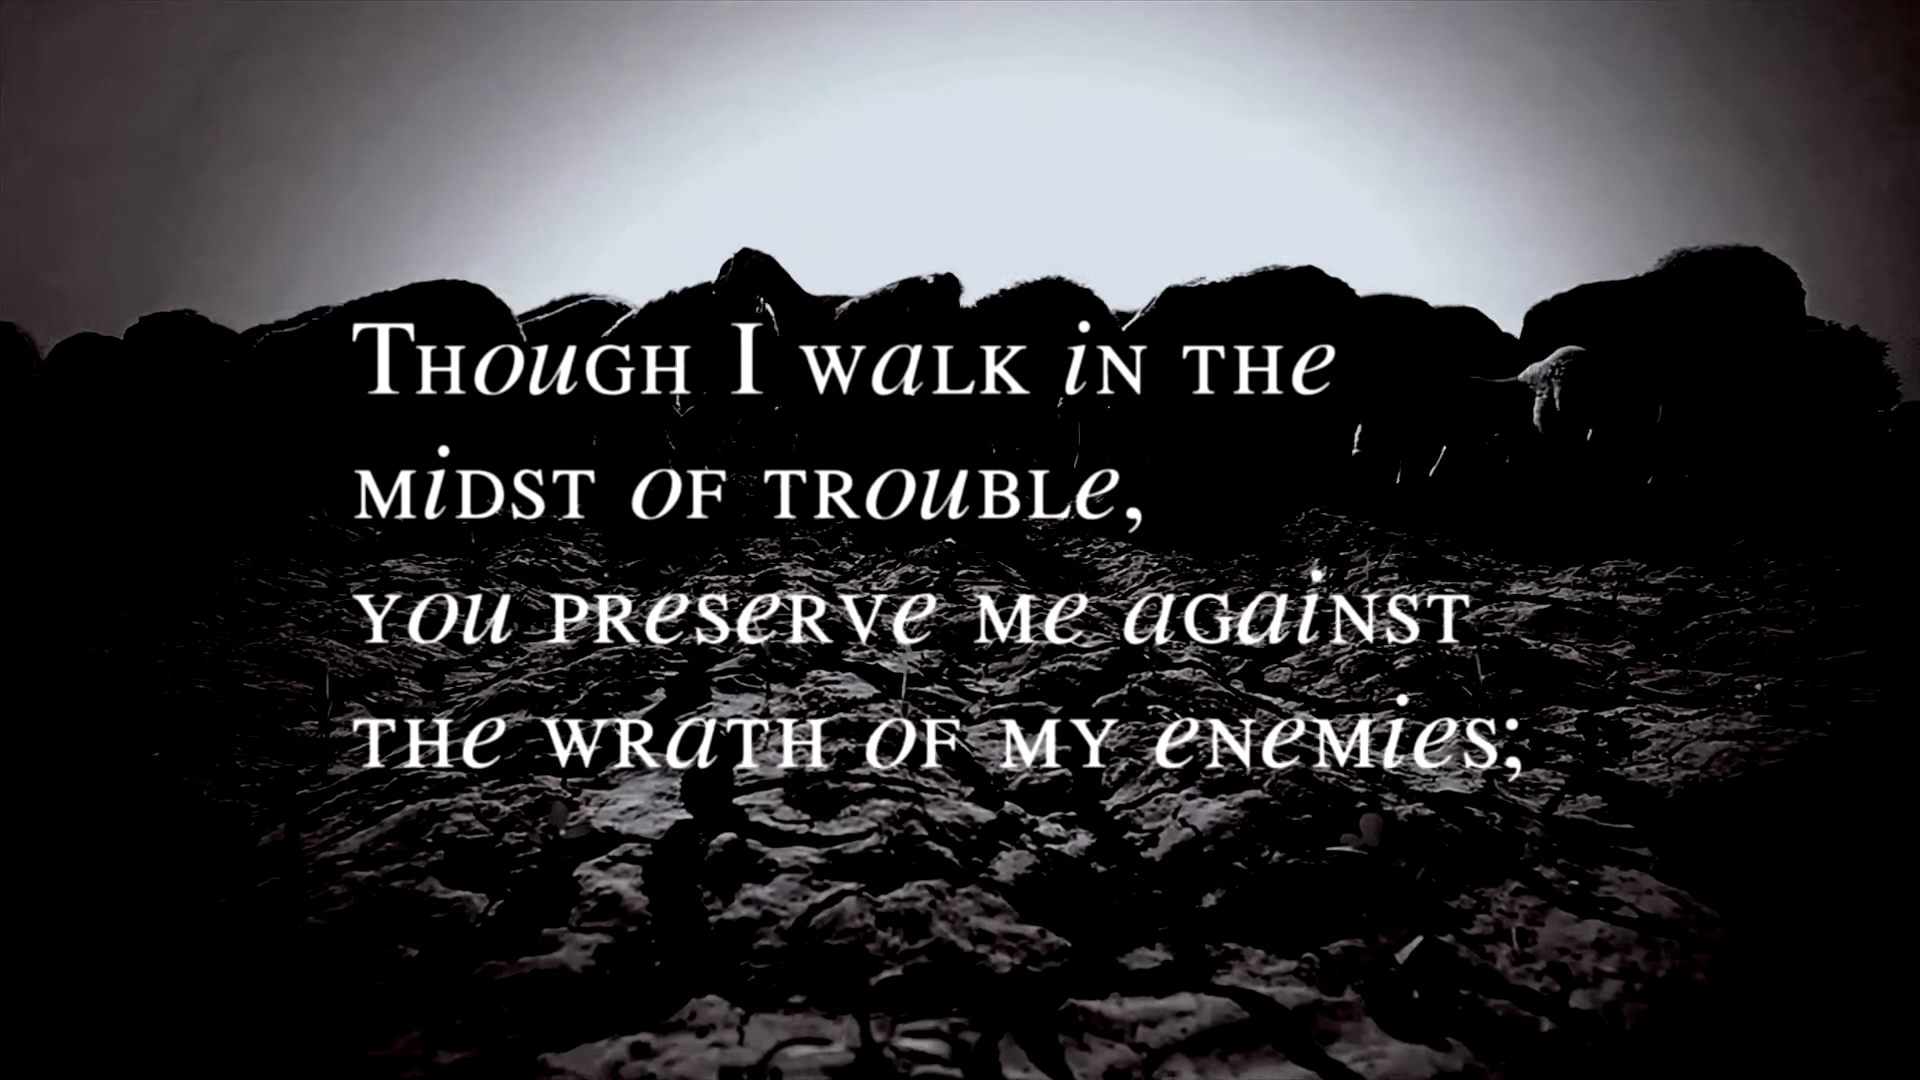 Though I walk in the
midst of trouble,
you preserve me against
the wrath of my enemies;